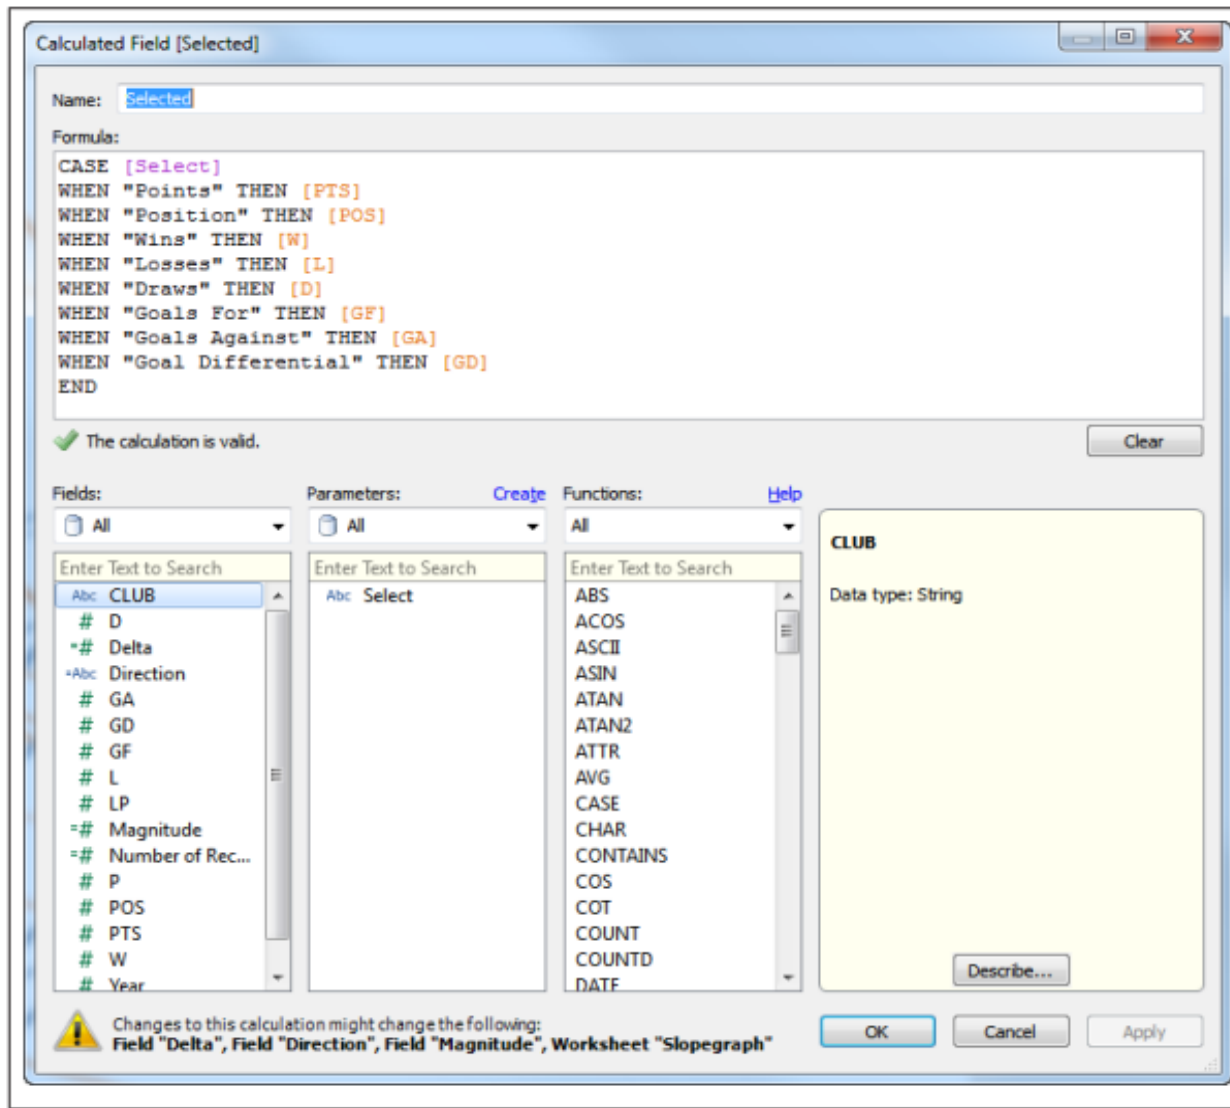 Calculated Field [Selected]
Name: Selected
Formula:
CASE [Select]
WHEN "Points" THEN [PTS]
WHEN "Position" THEN [POS]
WHEN "Wins" THEN [W]
WHEN "Losses" THEN [L]
WHEN "Draws" THEN [D]
WHEN "Goals For" THEN [GF]
WHEN "Goals Against" THEN [GA]
WHEN "Goal Differential" THEN [GD]
END
The calculation is valid.
Clear
Fields:
All
Enter Text to Search
Abc CLUB
# D
=# Delta
=Abc Direction
# GA
# GD
# GF
# L
# LP
=# Magnitude
=# Number of Rec...
# P
# POS
# PTS
# W
# Year
Parameters: Create
All
Enter Text to Search
Abc Select
Functions: Help
All
Enter Text to Search
ABS
ACOS
ASCII
ASIN
ATAN
ATAN2
ATTR
AVG
CASE
CHAR
CONTAINS
COS
COT
COUNT
COUNTD
DATE
CLUB
Data type: String
Describe...
Changes to this calculation might change the following:
Field "Delta", Field "Direction", Field "Magnitude", Worksheet "Slopegraph"
OK
Cancel
Apply